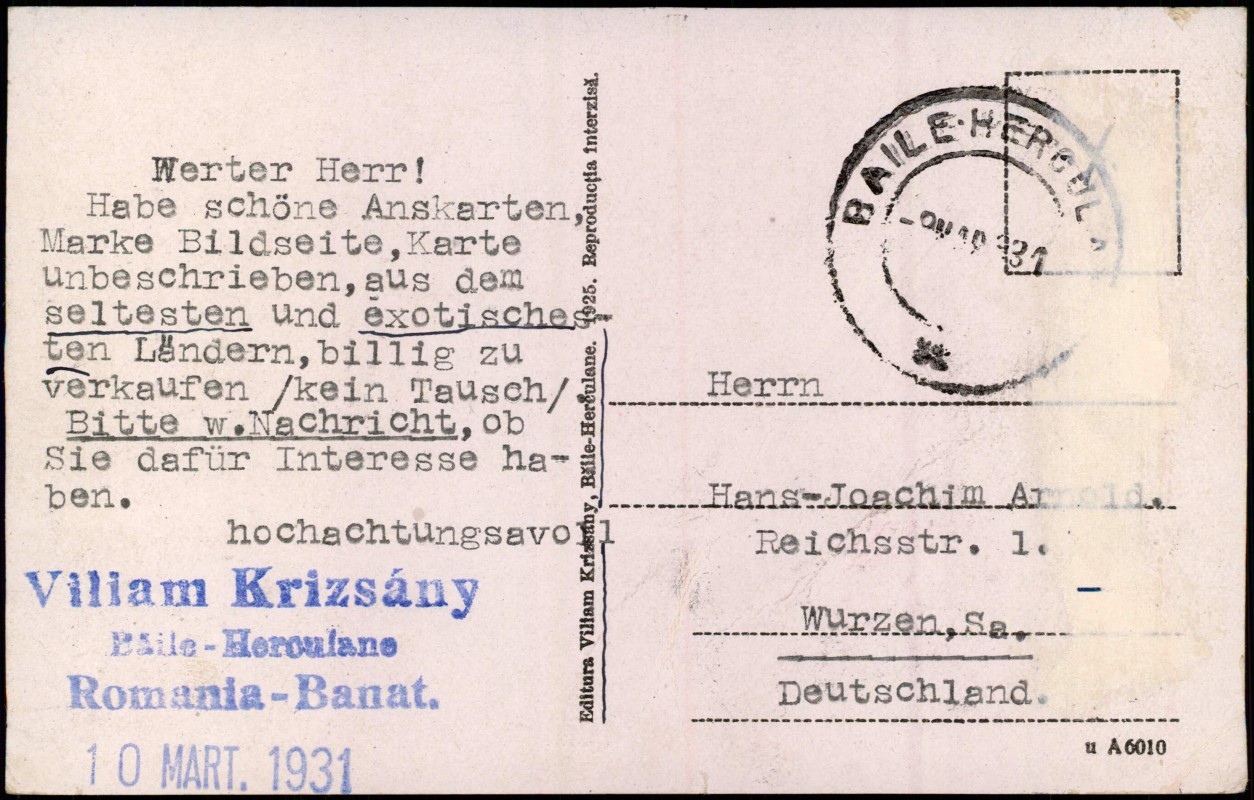 Werter Herr!
Habe schöne Anskarten,
Marke Bildseite,Karte
unbeschrieben,aus dem
seltesten und exotisches-
ten Ländern,billig zu
verkaufen /kein Tausch/.
Bitte w.Nachricht,ob
Sie dafür Interesse ha-
ben.
hochachtungsavoll
Viliam Krizsány
Băile-Herculane
Romania-Banat.
10 MART. 1931
Editura Viliam Krizsány, Băile-Herculane. 1925. Reproducția interzisă.
BAILE-HERCUL
931
Herrn
Hans-Joachim Arnold.
Reichsstr. 1.
Wurzen,Sa.
Deutschland.
u A6010